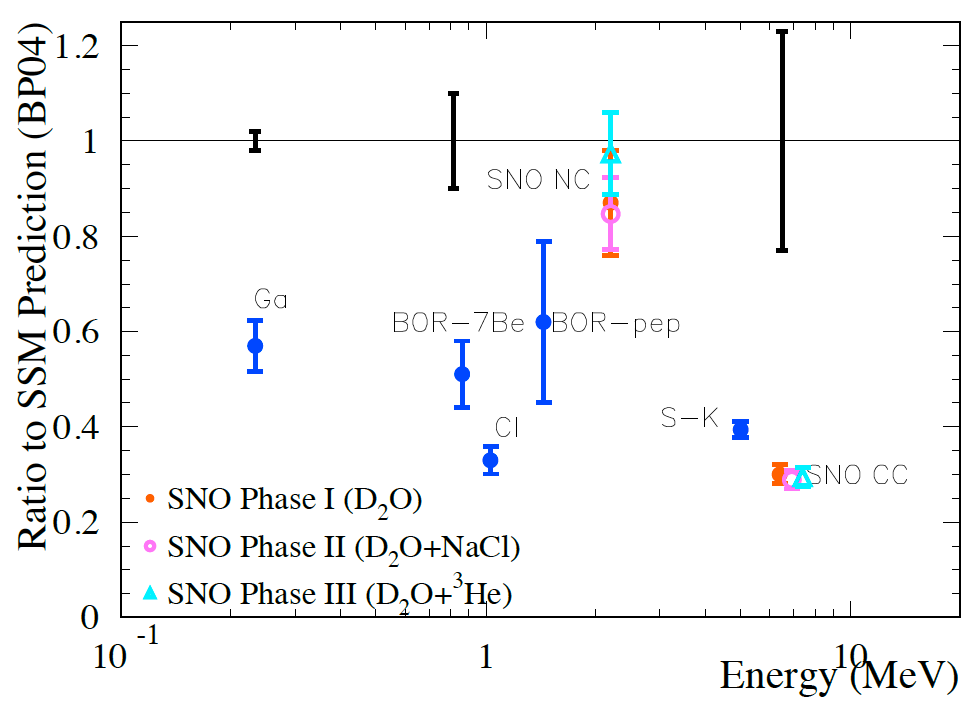 Ratio to SSM Prediction (BP04)
1.2
1
0.8
0.6
0.4
0.2
0
SNO NC
Ga
BOR-7Be
BOR-pep
Cl
S-K
SNO CC
SNO Phase I (D2O)
SNO Phase II (D2O+NaCl)
SNO Phase III (D2O+3He)
10-1
1
10
Energy (MeV)